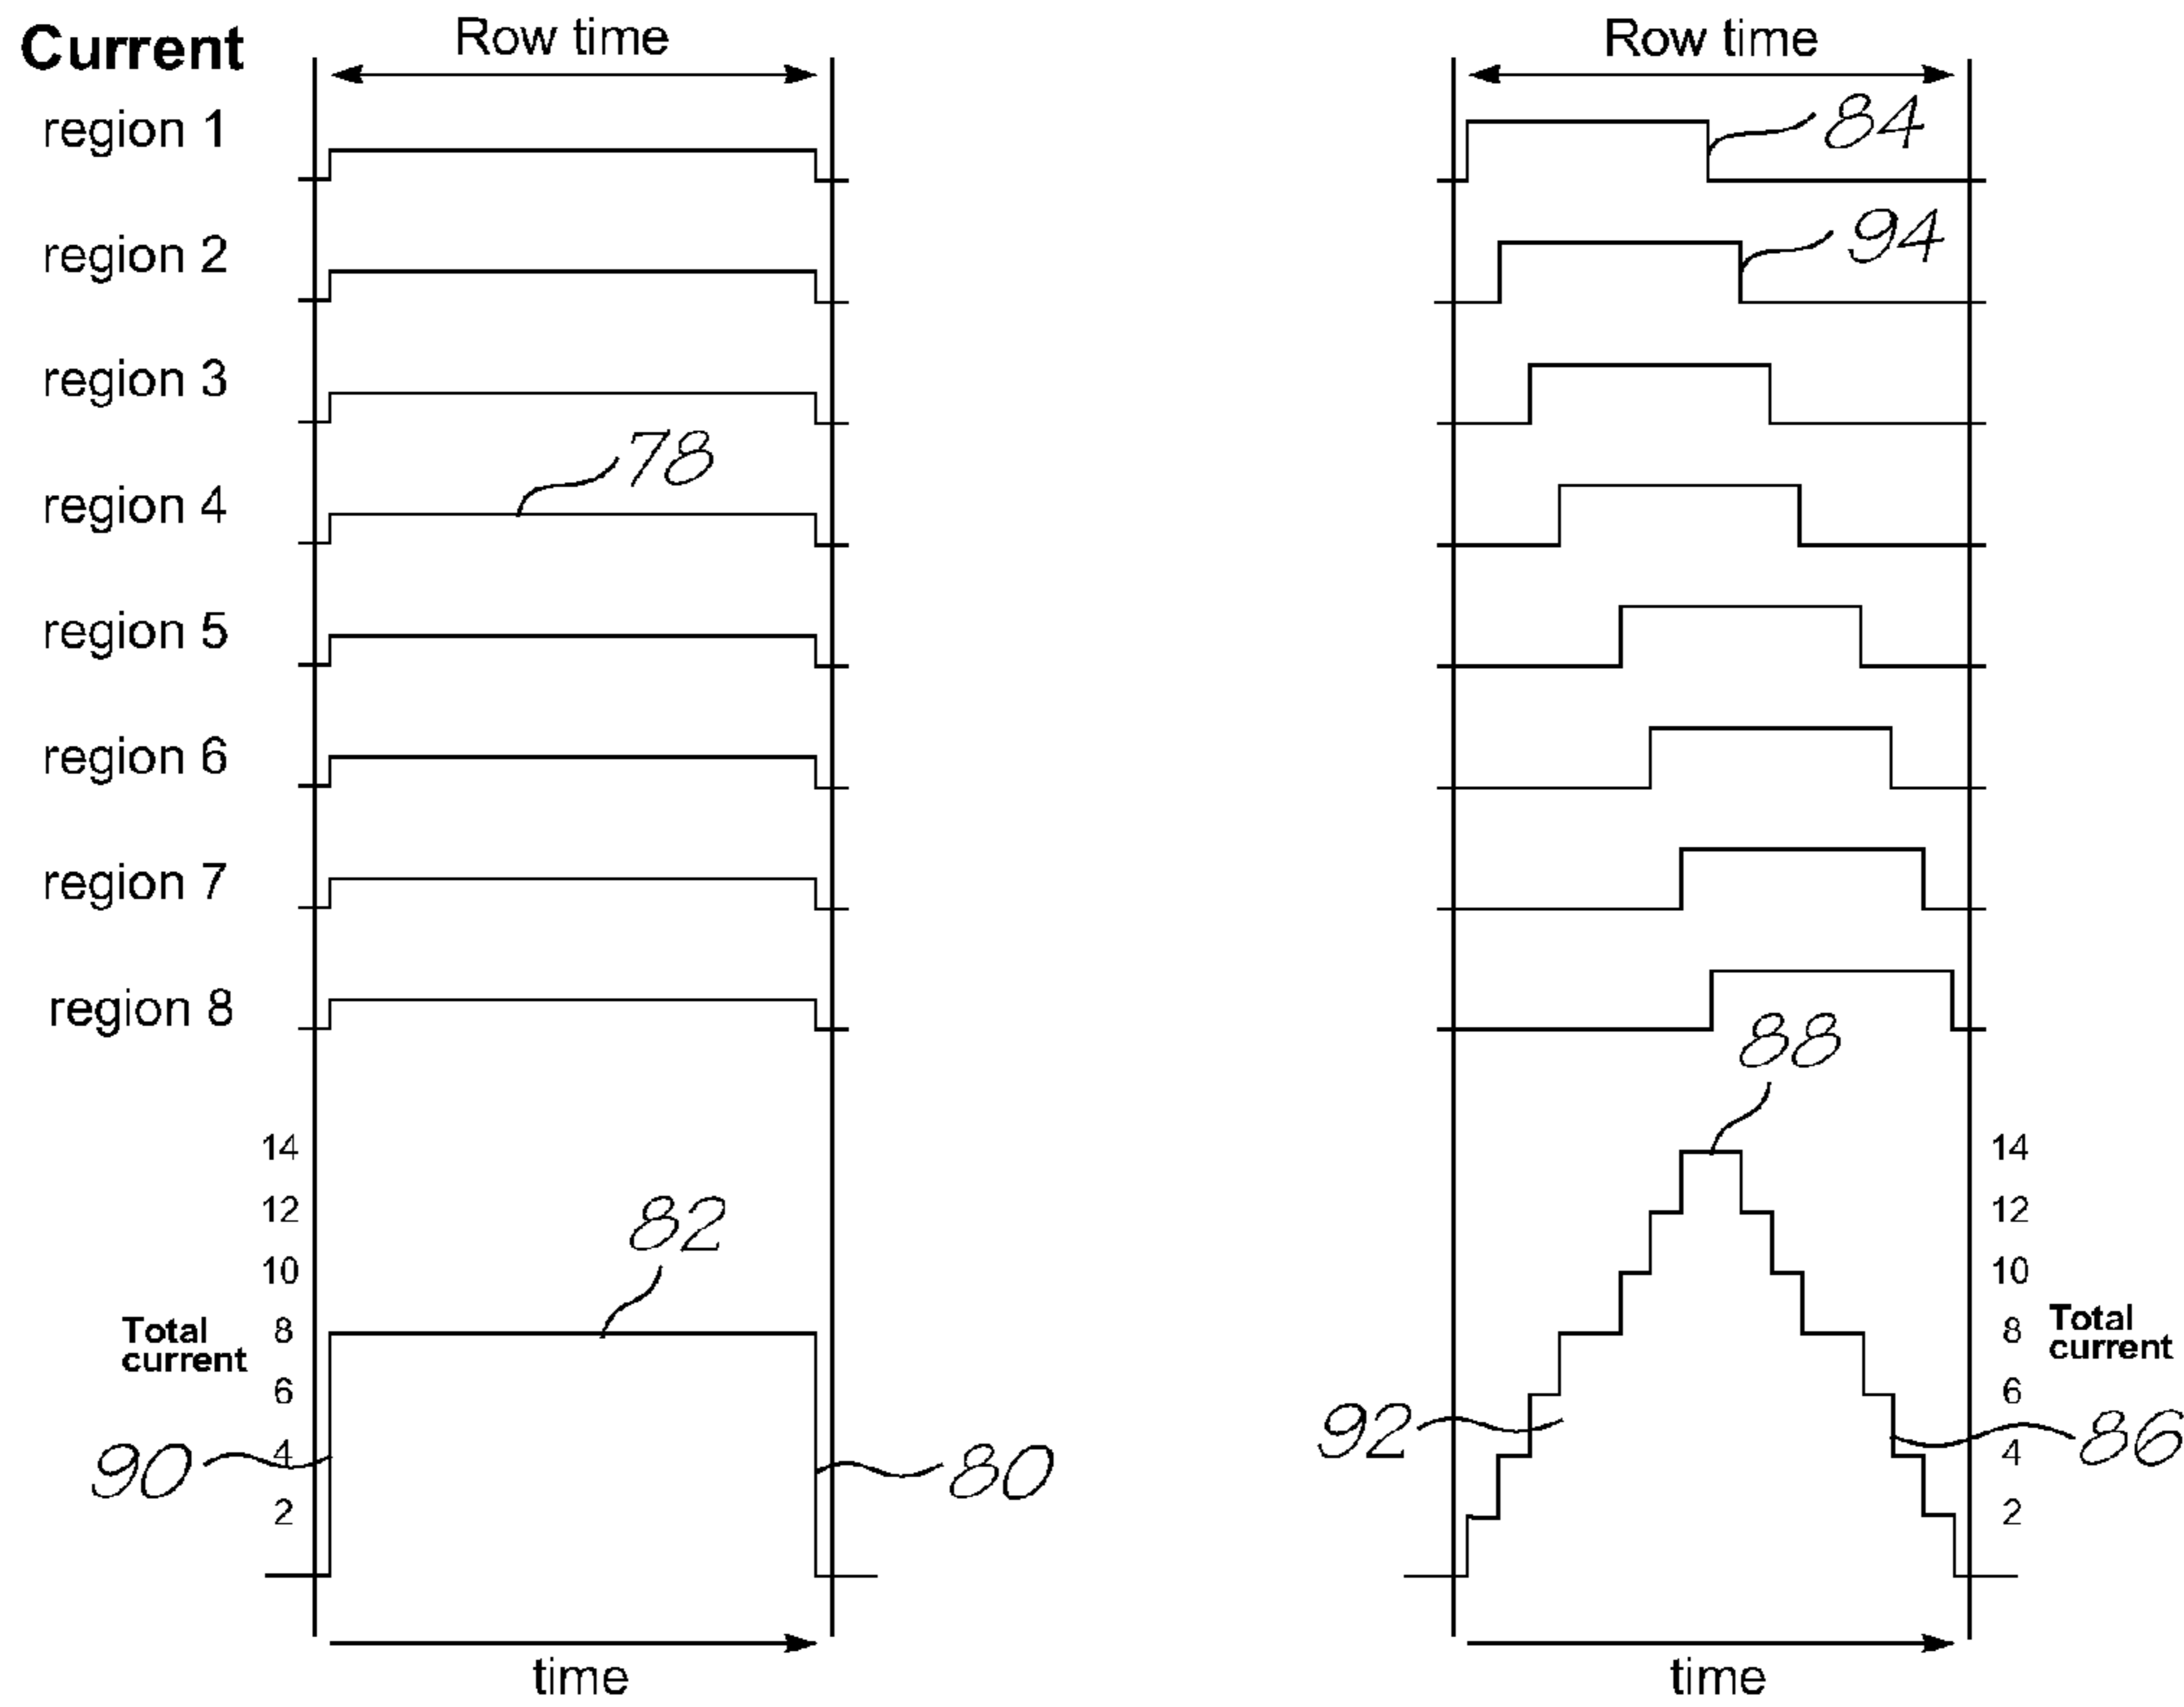 Current
Row time
Row time
region 1
84
region 2
94
region 3
78
region 4
region 5
region 6
region 7
region 8
88
14
14
82
12
12
10
10
Total
current
8
8
Total
current
6
6
92
90
4
80
4
86
2
2
time
time